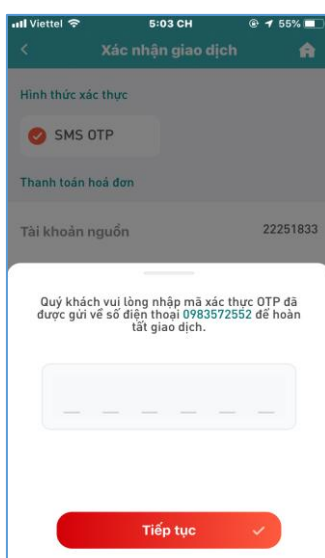 Viettel 5:03 CH 55%
Xác nhận giao dịch
Hình thức xác thực
SMS OTP
Thanh toán hoá đơn
Tài khoản nguồn 22251833
Quý khách vui lòng nhập mã xác thực OTP đã
được gửi về số điện thoại 0983572552 để hoàn
tất giao dịch.
Tiếp tục